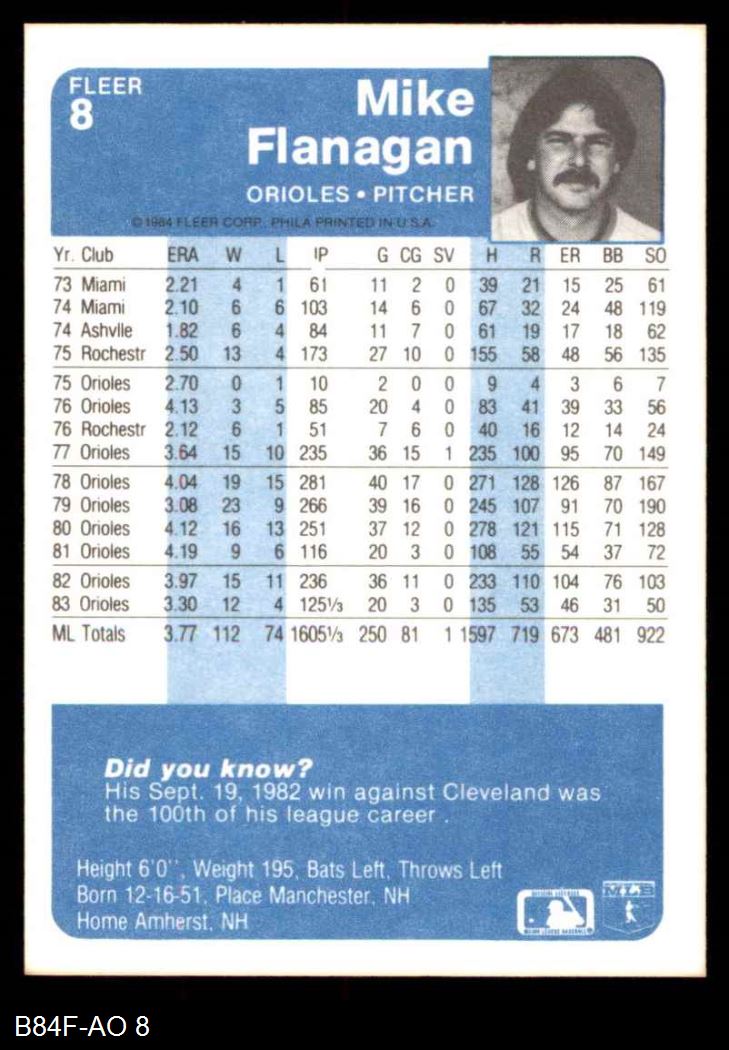 FLEER
8
Mike
Flanagan
ORIOLES • PITCHER
©1984 FLEER CORP. PHILA PRINTED IN U.S.A.
Yr. Club ERA W L IP G CG SV H R ER BB SO
73 Miami 2.21 4 1 61 11 2 0 39 21 15 25 61
74 Miami 2.10 6 6 103 14 6 0 67 32 24 48 119
74 Ashvlle 1.82 6 4 84 11 7 0 61 19 17 18 62
75 Rochestr 2.50 13 4 173 27 10 0 155 58 48 56 135
75 Orioles 2.70 0 1 10 2 0 0 9 4 3 6 7
76 Orioles 4.13 3 5 85 20 4 0 83 41 39 33 56
76 Rochestr 2.12 6 1 51 7 6 0 40 16 12 14 24
77 Orioles 3.64 15 10 235 36 15 1 235 100 95 70 149
78 Orioles 4.04 19 15 281 40 17 0 271 128 126 87 167
79 Orioles 3.08 23 9 266 39 16 0 245 107 91 70 190
80 Orioles 4.12 16 13 251 37 12 0 278 121 115 71 128
81 Orioles 4.19 9 6 116 20 3 0 108 55 54 37 72
82 Orioles 3.97 15 11 236 36 11 0 233 110 104 76 103
83 Orioles 3.30 12 4 125⅓ 20 3 0 135 53 46 31 50
ML Totals 3.77 112 74 1605⅓ 250 81 1 1597 719 673 481 922
Did you know?
His Sept. 19, 1982 win against Cleveland was
the 100th of his league career .
Height 6'0'', Weight 195, Bats Left, Throws Left
Born 12-16-51, Place Manchester, NH
Home Amherst, NH
MAJOR LEAGUE BASEBALL
MLB
B84F-AO 8